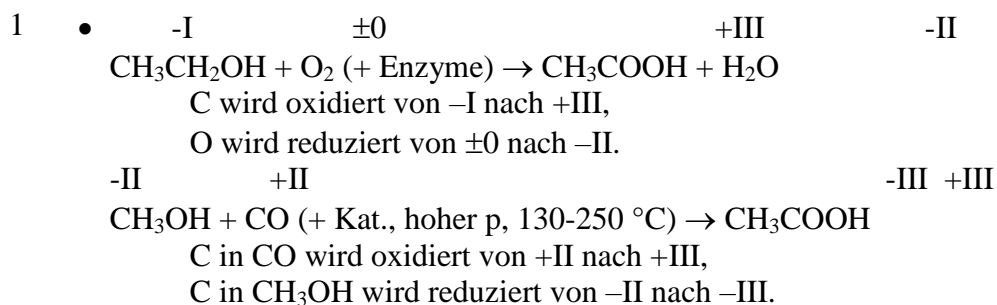 1 • -I ±0 +III -II
CH₃CH₂OH + O₂ (+ Enzyme) → CH₃COOH + H₂O
C wird oxidiert von –I nach +III,
O wird reduziert von ±0 nach –II.
-II +II -III +III
CH₃OH + CO (+ Kat., hoher p, 130-250 °C) → CH₃COOH
C in CO wird oxidiert von +II nach +III,
C in CH₃OH wird reduziert von –II nach –III.